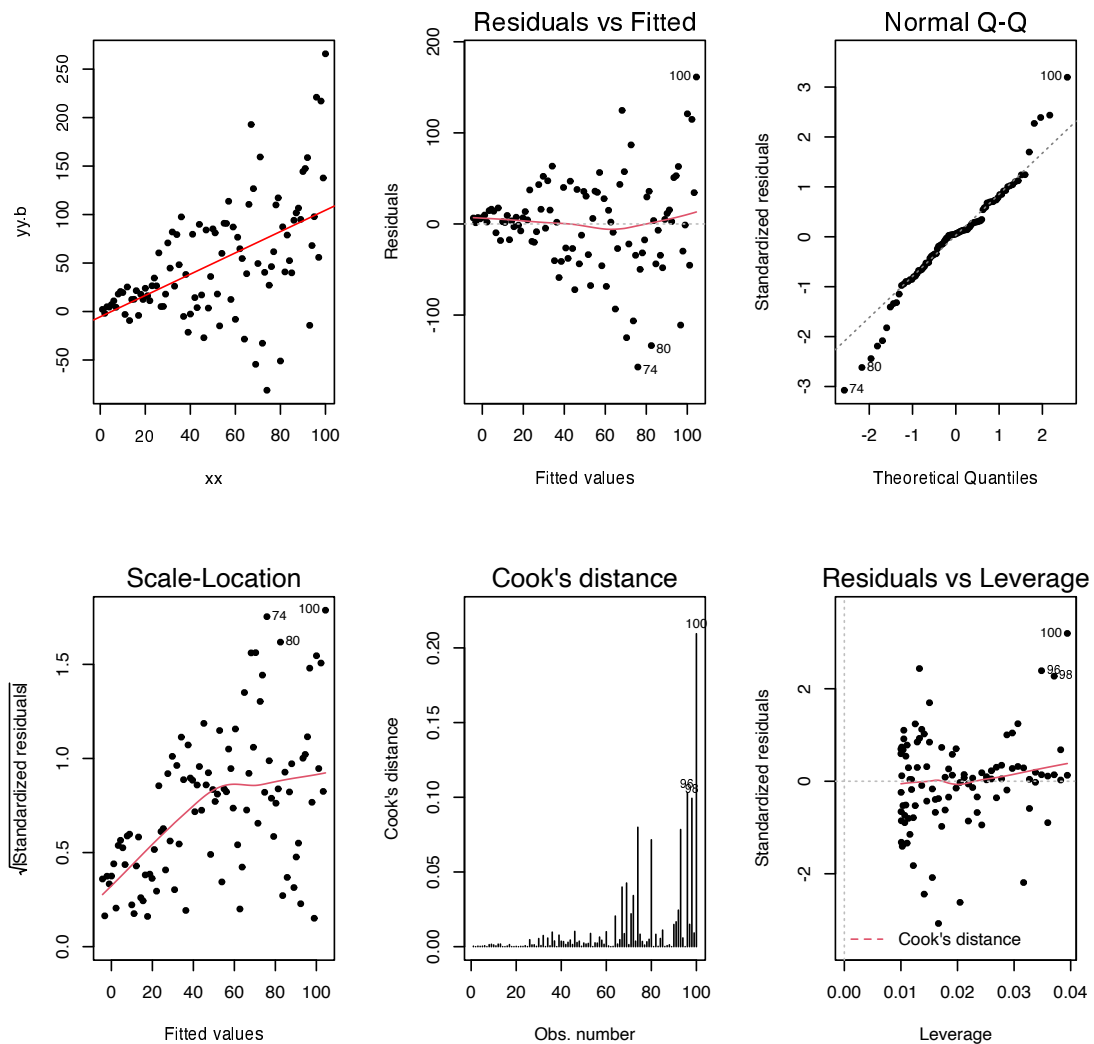 yy.b
250
200
150
100
50
0
-50
0 20 40 60 80 100
xx
Residuals vs Fitted
Residuals
200
100
0
-100
100
80
74
0 20 40 60 80 100
Fitted values
Normal Q-Q
Standardized residuals
3
2
1
0
-1
-2
-3
100
80
74
-2 -1 0 1 2
Theoretical Quantiles
Scale-Location
√|Standardized residuals|
1.5
1.0
0.5
0.0
74
100
80
0 20 40 60 80 100
Fitted values
Cook's distance
Cook's distance
0.20
0.15
0.10
0.05
0.00
100
96
98
0 20 40 60 80 100
Obs. number
Residuals vs Leverage
Standardized residuals
2
0
-2
100
96
98
Cook's distance
0.00 0.01 0.02 0.03 0.04
Leverage